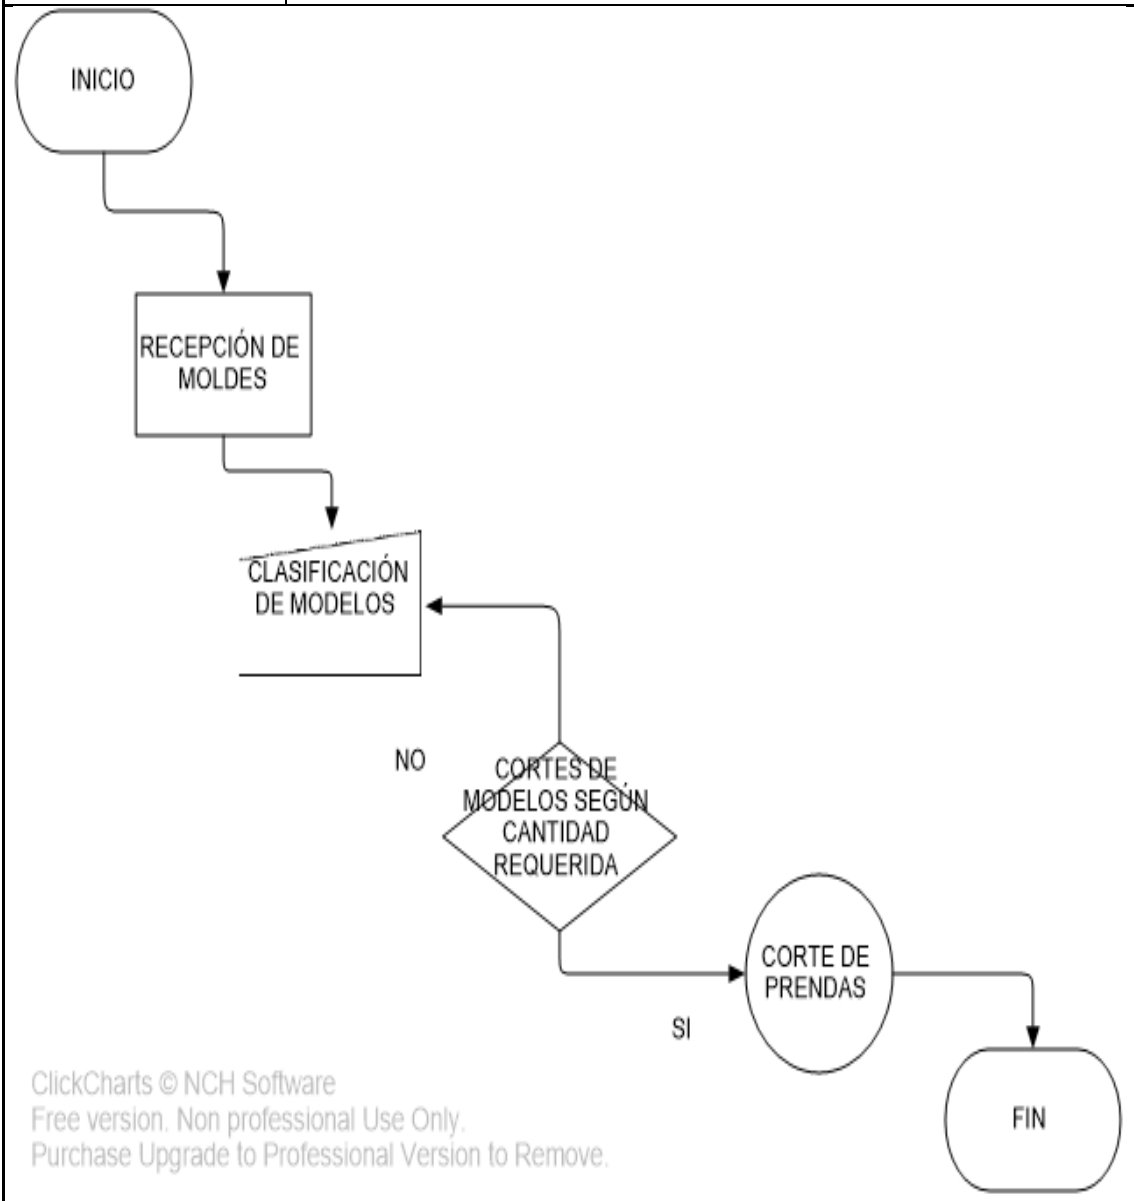 INICIO
RECEPCIÓN DE
MOLDES
CLASIFICACIÓN
DE MODELOS
NO
CORTES DE
MODELOS SEGÚN
CANTIDAD
REQUERIDA
CORTE DE
PRENDAS
SI
FIN
ClickCharts © NCH Software
Free version. Non professional Use Only.
Purchase Upgrade to Professional Version to Remove.